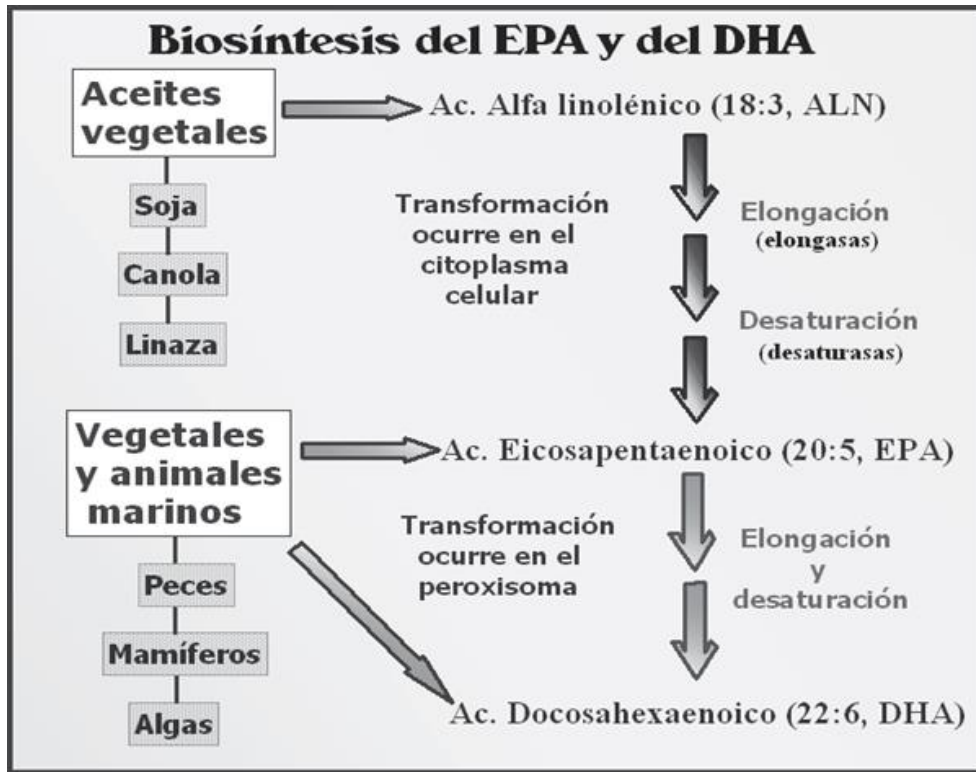 Biosíntesis del EPA y del DHA
Aceites
vegetales
Ac. Alfa linolénico (18:3, ALN)
Soja
Canola
Linaza
Transformación
ocurre en el
citoplasma
celular
Elongación
(elongasas)
Desaturación
(desaturasas)
Vegetales
y animales
marinos
Ac. Eicosapentaenoico (20:5, EPA)
Peces
Mamíferos
Algas
Transformación
ocurre en el
peroxisoma
Elongación
y
desaturación
Ac. Docosahexaenoico (22:6, DHA)